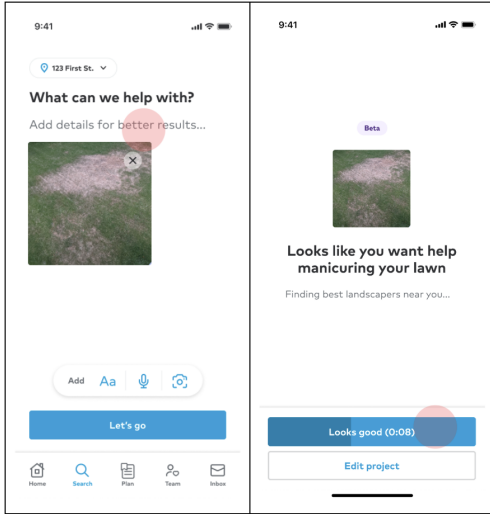 9:41
123 First St.
What can we help with?
Add details for better results...
Add Aa
Let's go
Home Search Plan Team Inbox
9:41
Beta
Looks like you want help
manicuring your lawn
Finding best landscapers near you...
Looks good (0:08)
Edit project